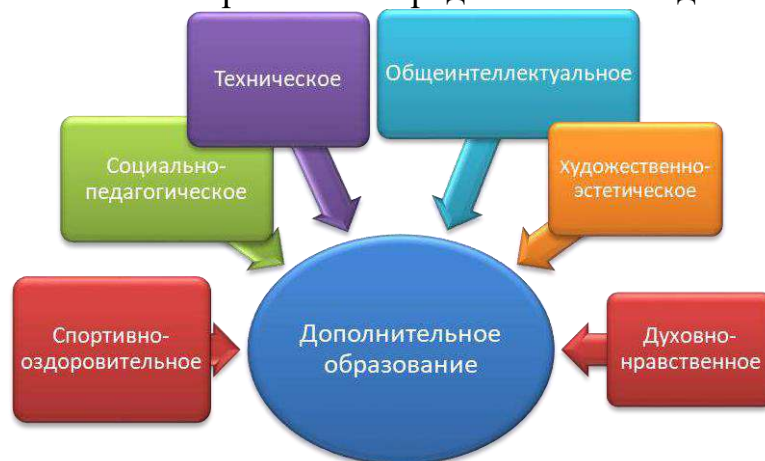 Техническое
Общеинтеллектуальное
Социально-
педагогическое
Художественно-
эстетическое
Спортивно-
оздоровительное
Дополнительное
образование
Духовно-
нравственное